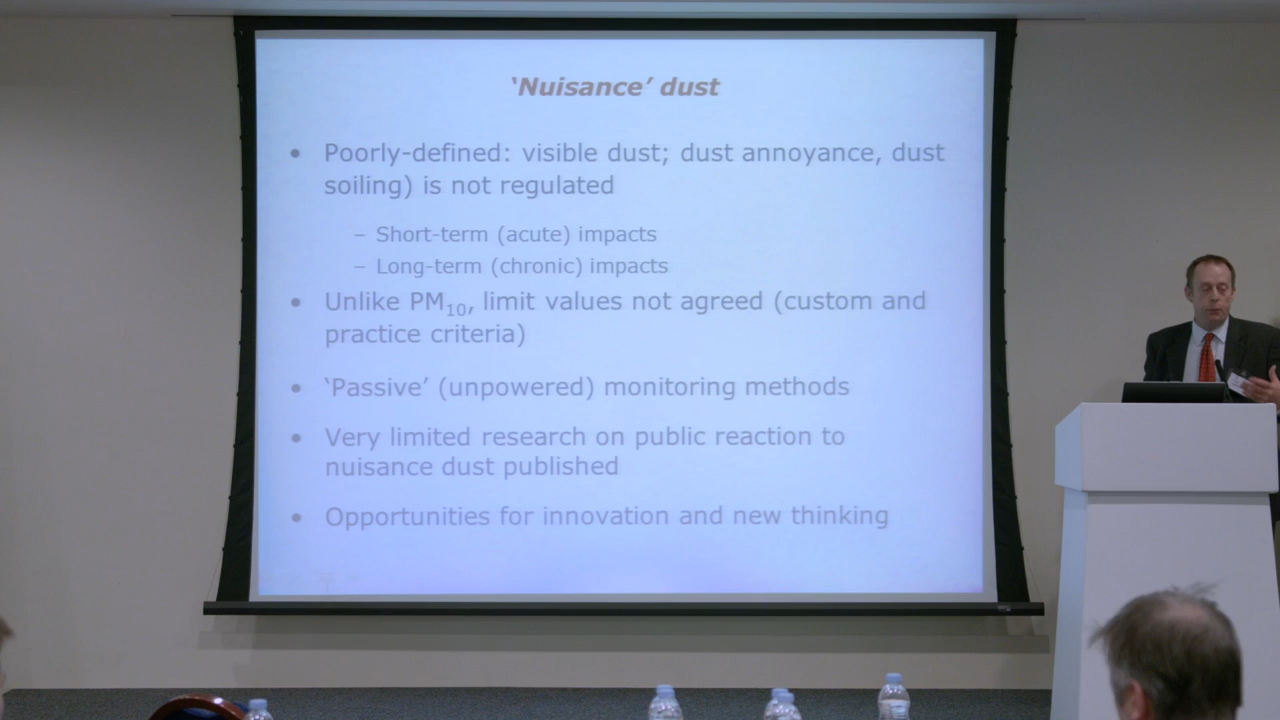 ‘Nuisance’ dust
• Poorly-defined: visible dust; dust annoyance, dust
soiling) is not regulated
– Short-term (acute) impacts
– Long-term (chronic) impacts
• Unlike PM10, limit values not agreed (custom and
practice criteria)
• ‘Passive’ (unpowered) monitoring methods
• Very limited research on public reaction to
nuisance dust published
• Opportunities for innovation and new thinking